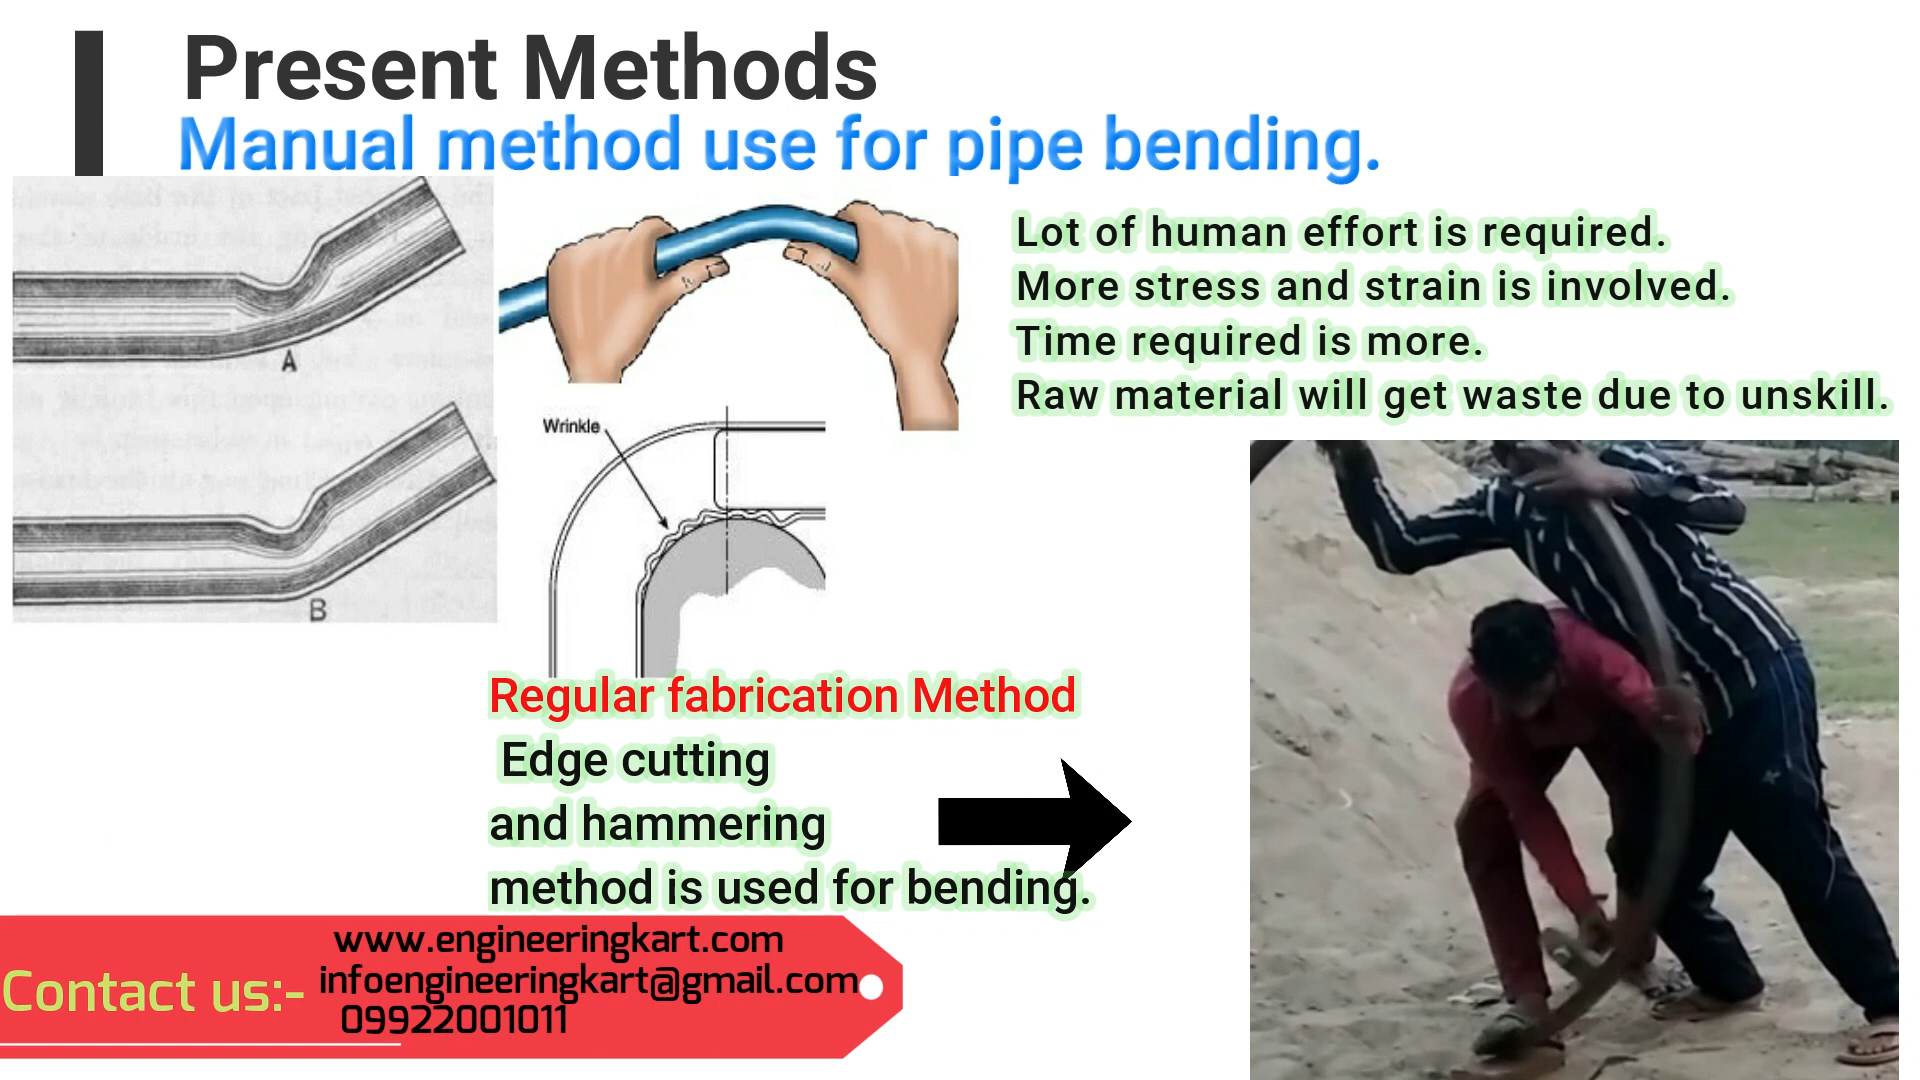 Present Methods
Manual method use for pipe bending.
Lot of human effort is required.
More stress and strain is involved.
Time required is more.
Raw material will get waste due to unskill.
A
B
Wrinkle
Regular fabrication Method
Edge cutting
and hammering
method is used for bending.
Contact us:-
www.engineeringkart.com
infoengineeringkart@gmail.com
09922001011